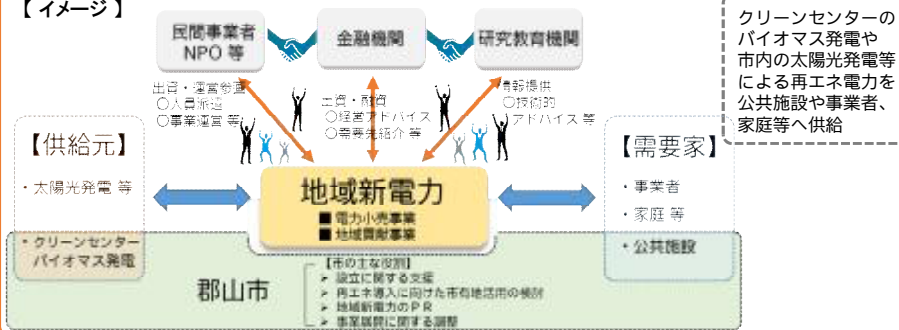 【イメージ】
民間事業者
NPO 等
金融機関
研究教育機関
出資・運営参画
〇人員派遣
〇事業運営 等
出資・融資
〇経営アドバイス
〇需要先紹介 等
情報提供
〇技術的
アドバイス 等
クリーンセンターの
バイオマス発電や
市内の太陽光発電等
による再エネ電力を
公共施設や事業者、
家庭等へ供給
【供給元】
・太陽光発電 等
・クリーンセンター
バイオマス発電
地域新電力
■ 電力小売事業
■ 地域貢献事業
【需要家】
・事業者
・家庭 等
・公共施設
郡山市
【市の主な役割】
➢ 設立に関する支援
➢ 再エネ導入に向けた市有地活用の検討
➢ 地域新電力のPR
➢ 事業展開に関する調整